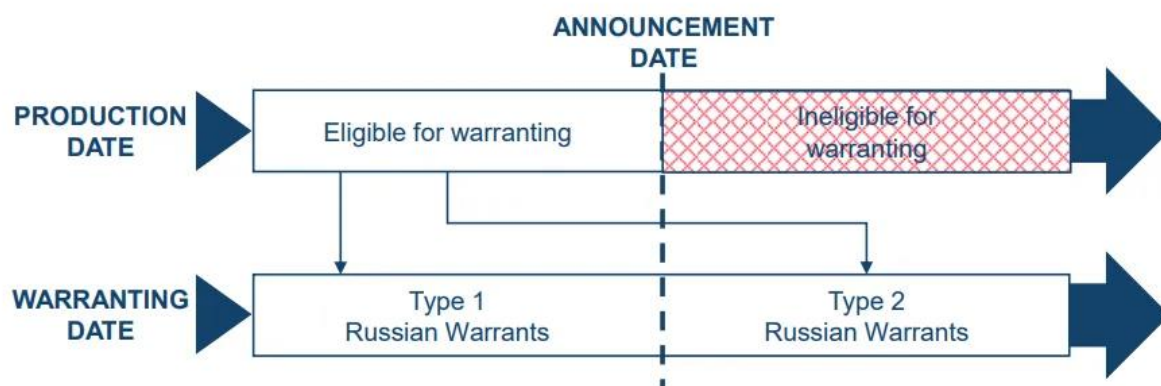 ANNOUNCEMENT
DATE
PRODUCTION
DATE
Eligible for warranting
Ineligible for
warranting
WARRANTING
DATE
Type 1
Russian Warrants
Type 2
Russian Warrants